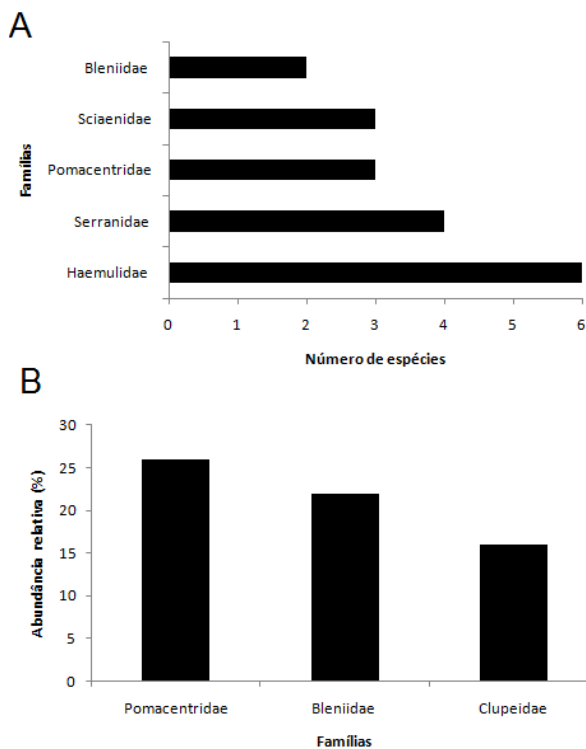 A
Bleniidae
Sciaenidae
Pomacentridae
Serranidae
Haemulidae
Famílias
0 1 2 3 4 5 6
Número de espécies
B
30
25
20
15
10
5
0
Abundância relativa (%)
Pomacentridae Bleniidae Clupeidae
Famílias